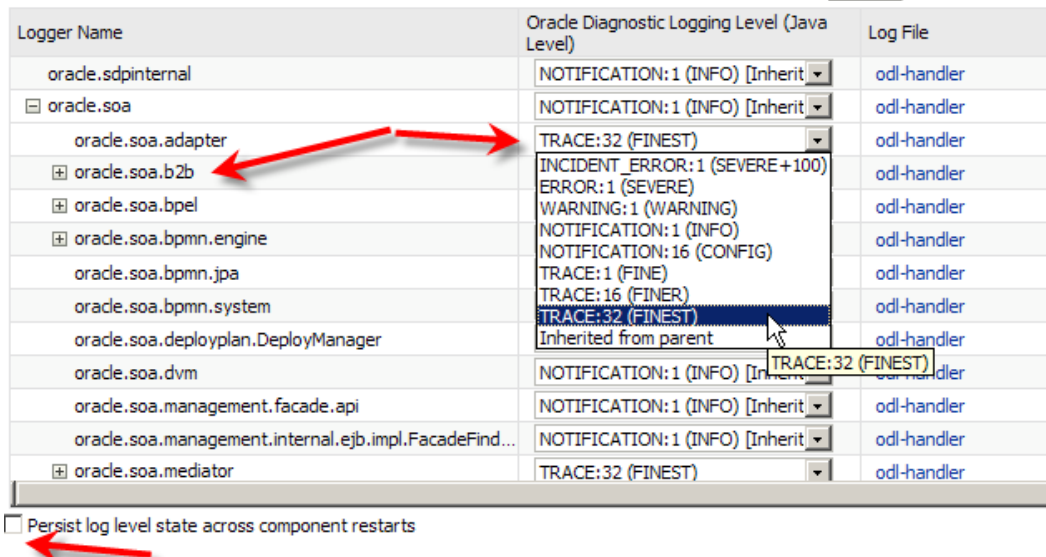 Logger Name
Oracle Diagnostic Logging Level (Java
Level)
Log File
oracle.sdpinternal
NOTIFICATION:1 (INFO) [Inherit
odl-handler
oracle.soa
NOTIFICATION:1 (INFO) [Inherit
odl-handler
oracle.soa.adapter
TRACE:32 (FINEST)
odl-handler
oracle.soa.b2b
INCIDENT_ERROR:1 (SEVERE+100)
odl-handler
ERROR:1 (SEVERE)
oracle.soa.bpel
WARNING:1 (WARNING)
odl-handler
NOTIFICATION:1 (INFO)
oracle.soa.bpmn.engine
NOTIFICATION:16 (CONFIG)
odl-handler
oracle.soa.bpmn.jpa
TRACE:1 (FINE)
odl-handler
TRACE:16 (FINER)
oracle.soa.bpmn.system
TRACE:32 (FINEST)
odl-handler
oracle.soa.deployplan.DeployManager
Inherited from parent
odl-handler
TRACE:32 (FINEST)
oracle.soa.dvm
NOTIFICATION:1 (INFO)
oracle.soa.management.facade.api
NOTIFICATION:1 (INFO) [Inherit
odl-handler
oracle.soa.management.internal.ejb.impl.FacadeFind...
NOTIFICATION:1 (INFO) [Inherit
odl-handler
oracle.soa.mediator
TRACE:32 (FINEST)
odl-handler
Persist log level state across component restarts